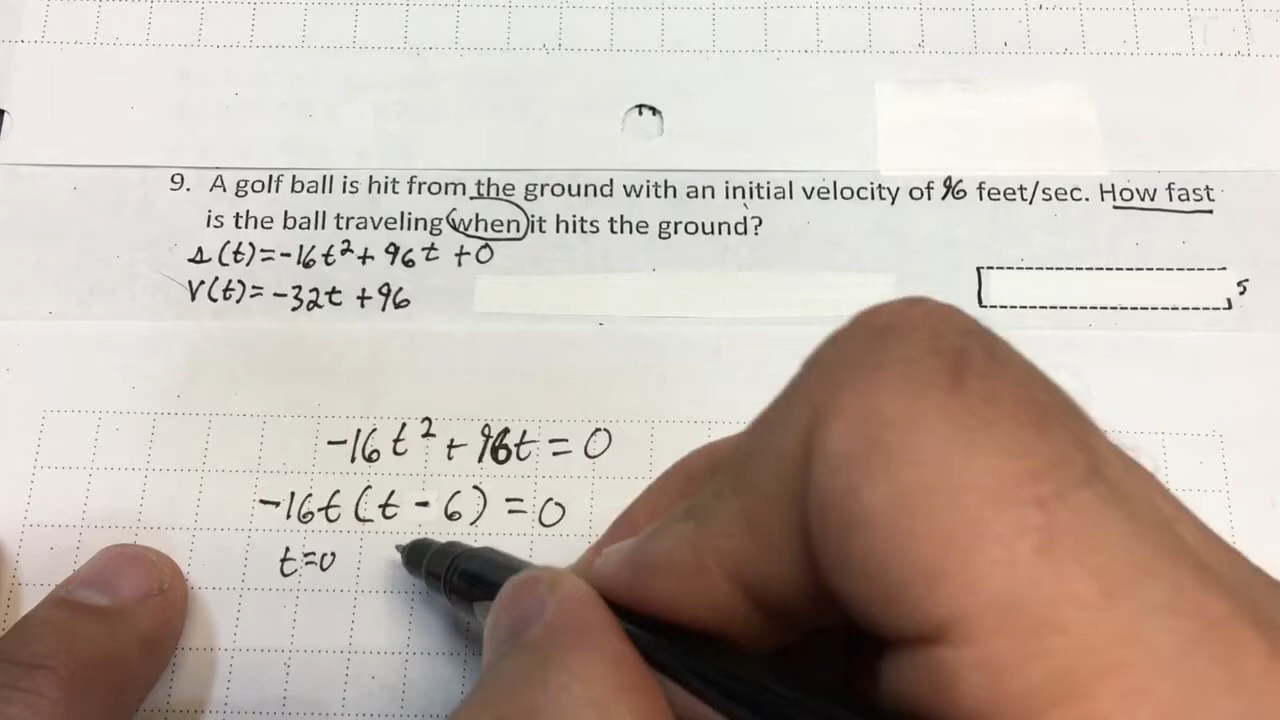 9. A golf ball is hit from the ground with an initial velocity of 96 feet/sec. How fast
is the ball traveling when it hits the ground?
s(t)=-16t²+96t+0
v(t)=-32t+96
s
-16t²+96t=0
-16t(t-6)=0
t=0